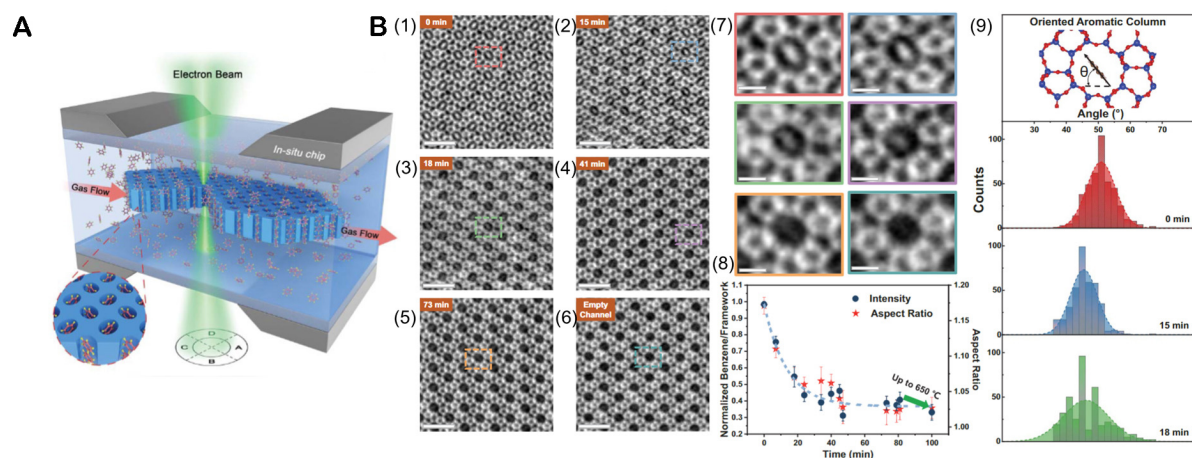 A
Electron Beam
In-situ chip
Gas Flow
Gas Flow
D
C
A
B
B
(1)
0 min
(2)
15 min
(3)
18 min
(4)
41 min
(5)
73 min
(6)
Empty
Channel
(7)
(8)
Normalized Benzene/Framework
1.0
0.9
0.8
0.7
0.6
0.5
0.4
0.3
0.2
Intensity
Aspect Ratio
Up to 650 °C
1.20
1.15
1.10
1.05
1.00
Aspect Ratio
0 20 40 60 80 100
Time (min)
(9)
Oriented Aromatic Column
θ
Angle (°)
30 40 50 60 70
Counts
100
50
0
0 min
100
50
0
15 min
100
50
0
18 min